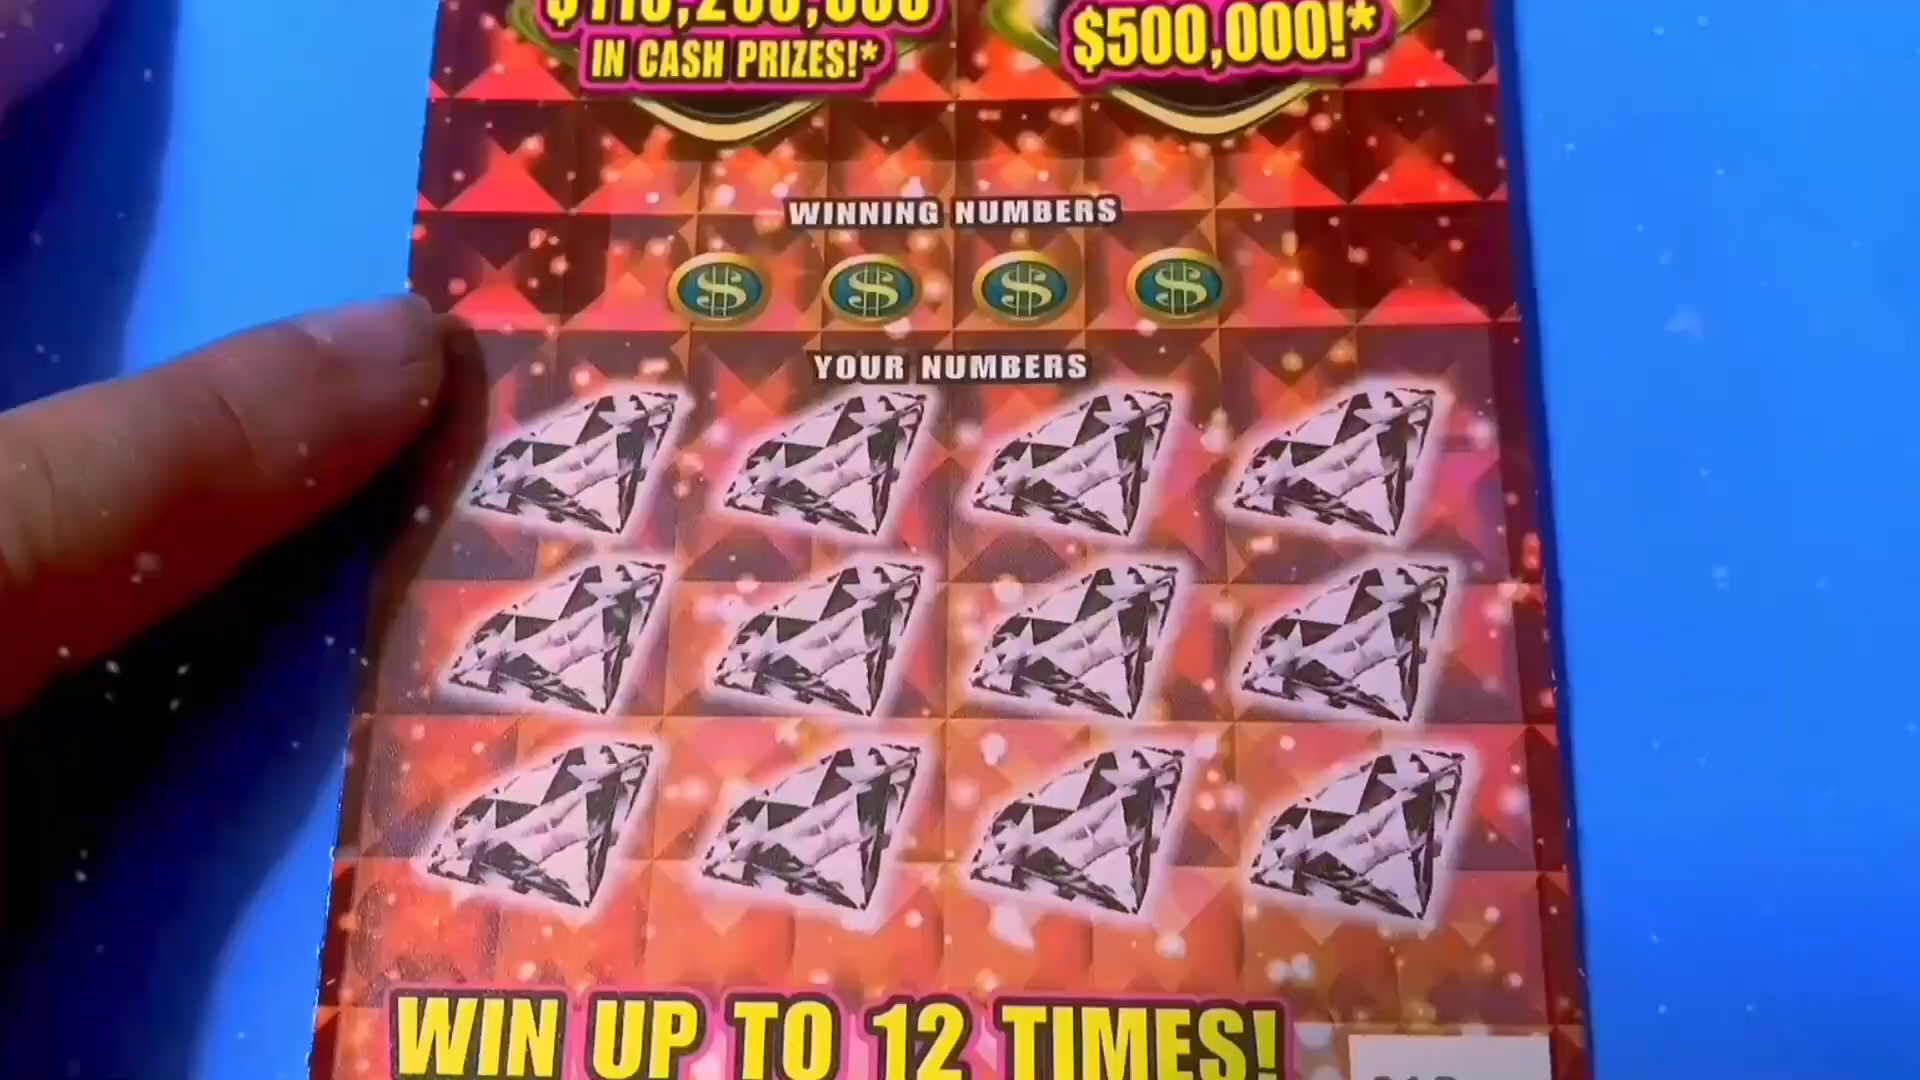 IN CASH PRIZES!*
$500,000!*
WINNING NUMBERS
$ $ $ $
YOUR NUMBERS
WIN UP TO 12 TIMES!